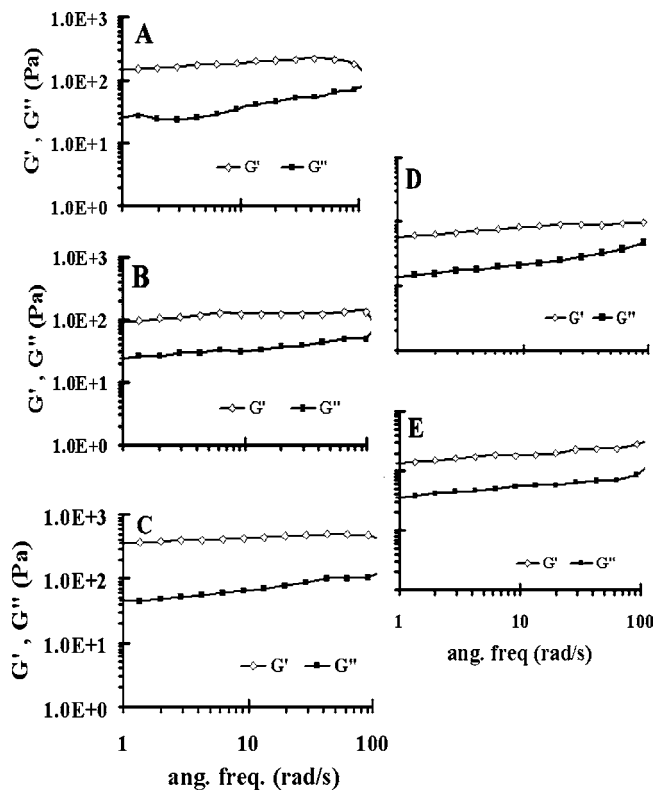 A
1.0E+3
1.0E+2
1.0E+1
1.0E+0
G' , G" (Pa)
G' G"
B
1.0E+3
1.0E+2
1.0E+1
1.0E+0
G' , G" (Pa)
G' G"
C
1.0E+3
1.0E+2
1.0E+1
1.0E+0
G' , G" (Pa)
G' G"
1 10 100
ang. freq. (rad/s)
D
G' G"
E
G' G"
1 10 100
ang. freq (rad/s)